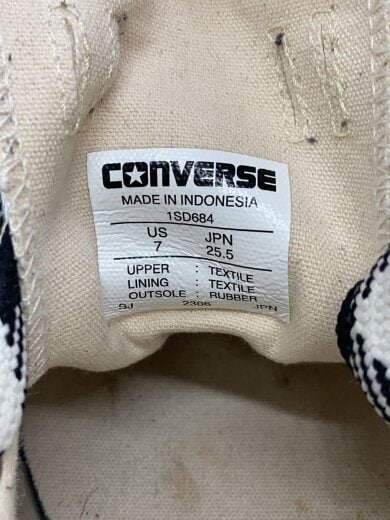 CONVERSE
MADE IN INDONESIA
1SD684
US JPN
7 25.5
UPPER : TEXTILE
LINING : TEXTILE
OUTSOLE : RUBBER
2306 JPN